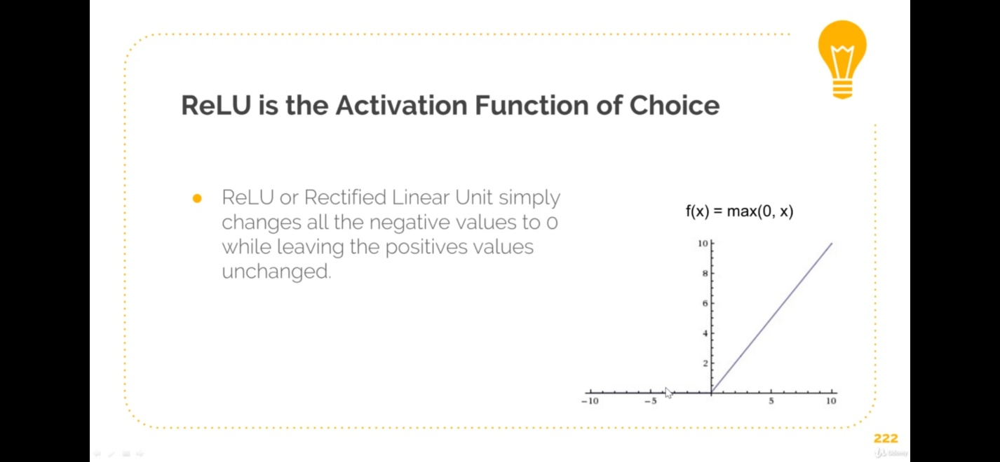 ReLU is the Activation Function of Choice
ReLU or Rectified Linear Unit simply
changes all the negative values to 0
while leaving the positives values
unchanged.
f(x) = max(0, x)
10
8
6
4
2
-10
-5
5
10
222
Udemy